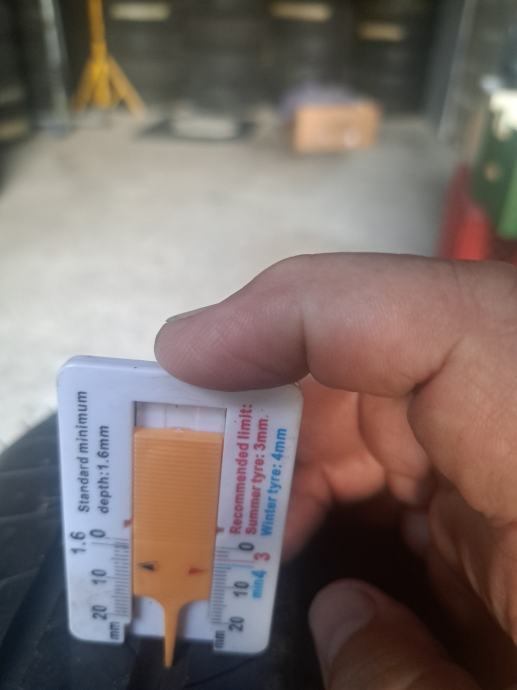 Standard minimum
depth:1.6mm
Recommended limit:
Summer tyre: 3mm.
Winter tyre: 4mm
1.6
0
10
20
mm
0
10
20
mm
min4
3